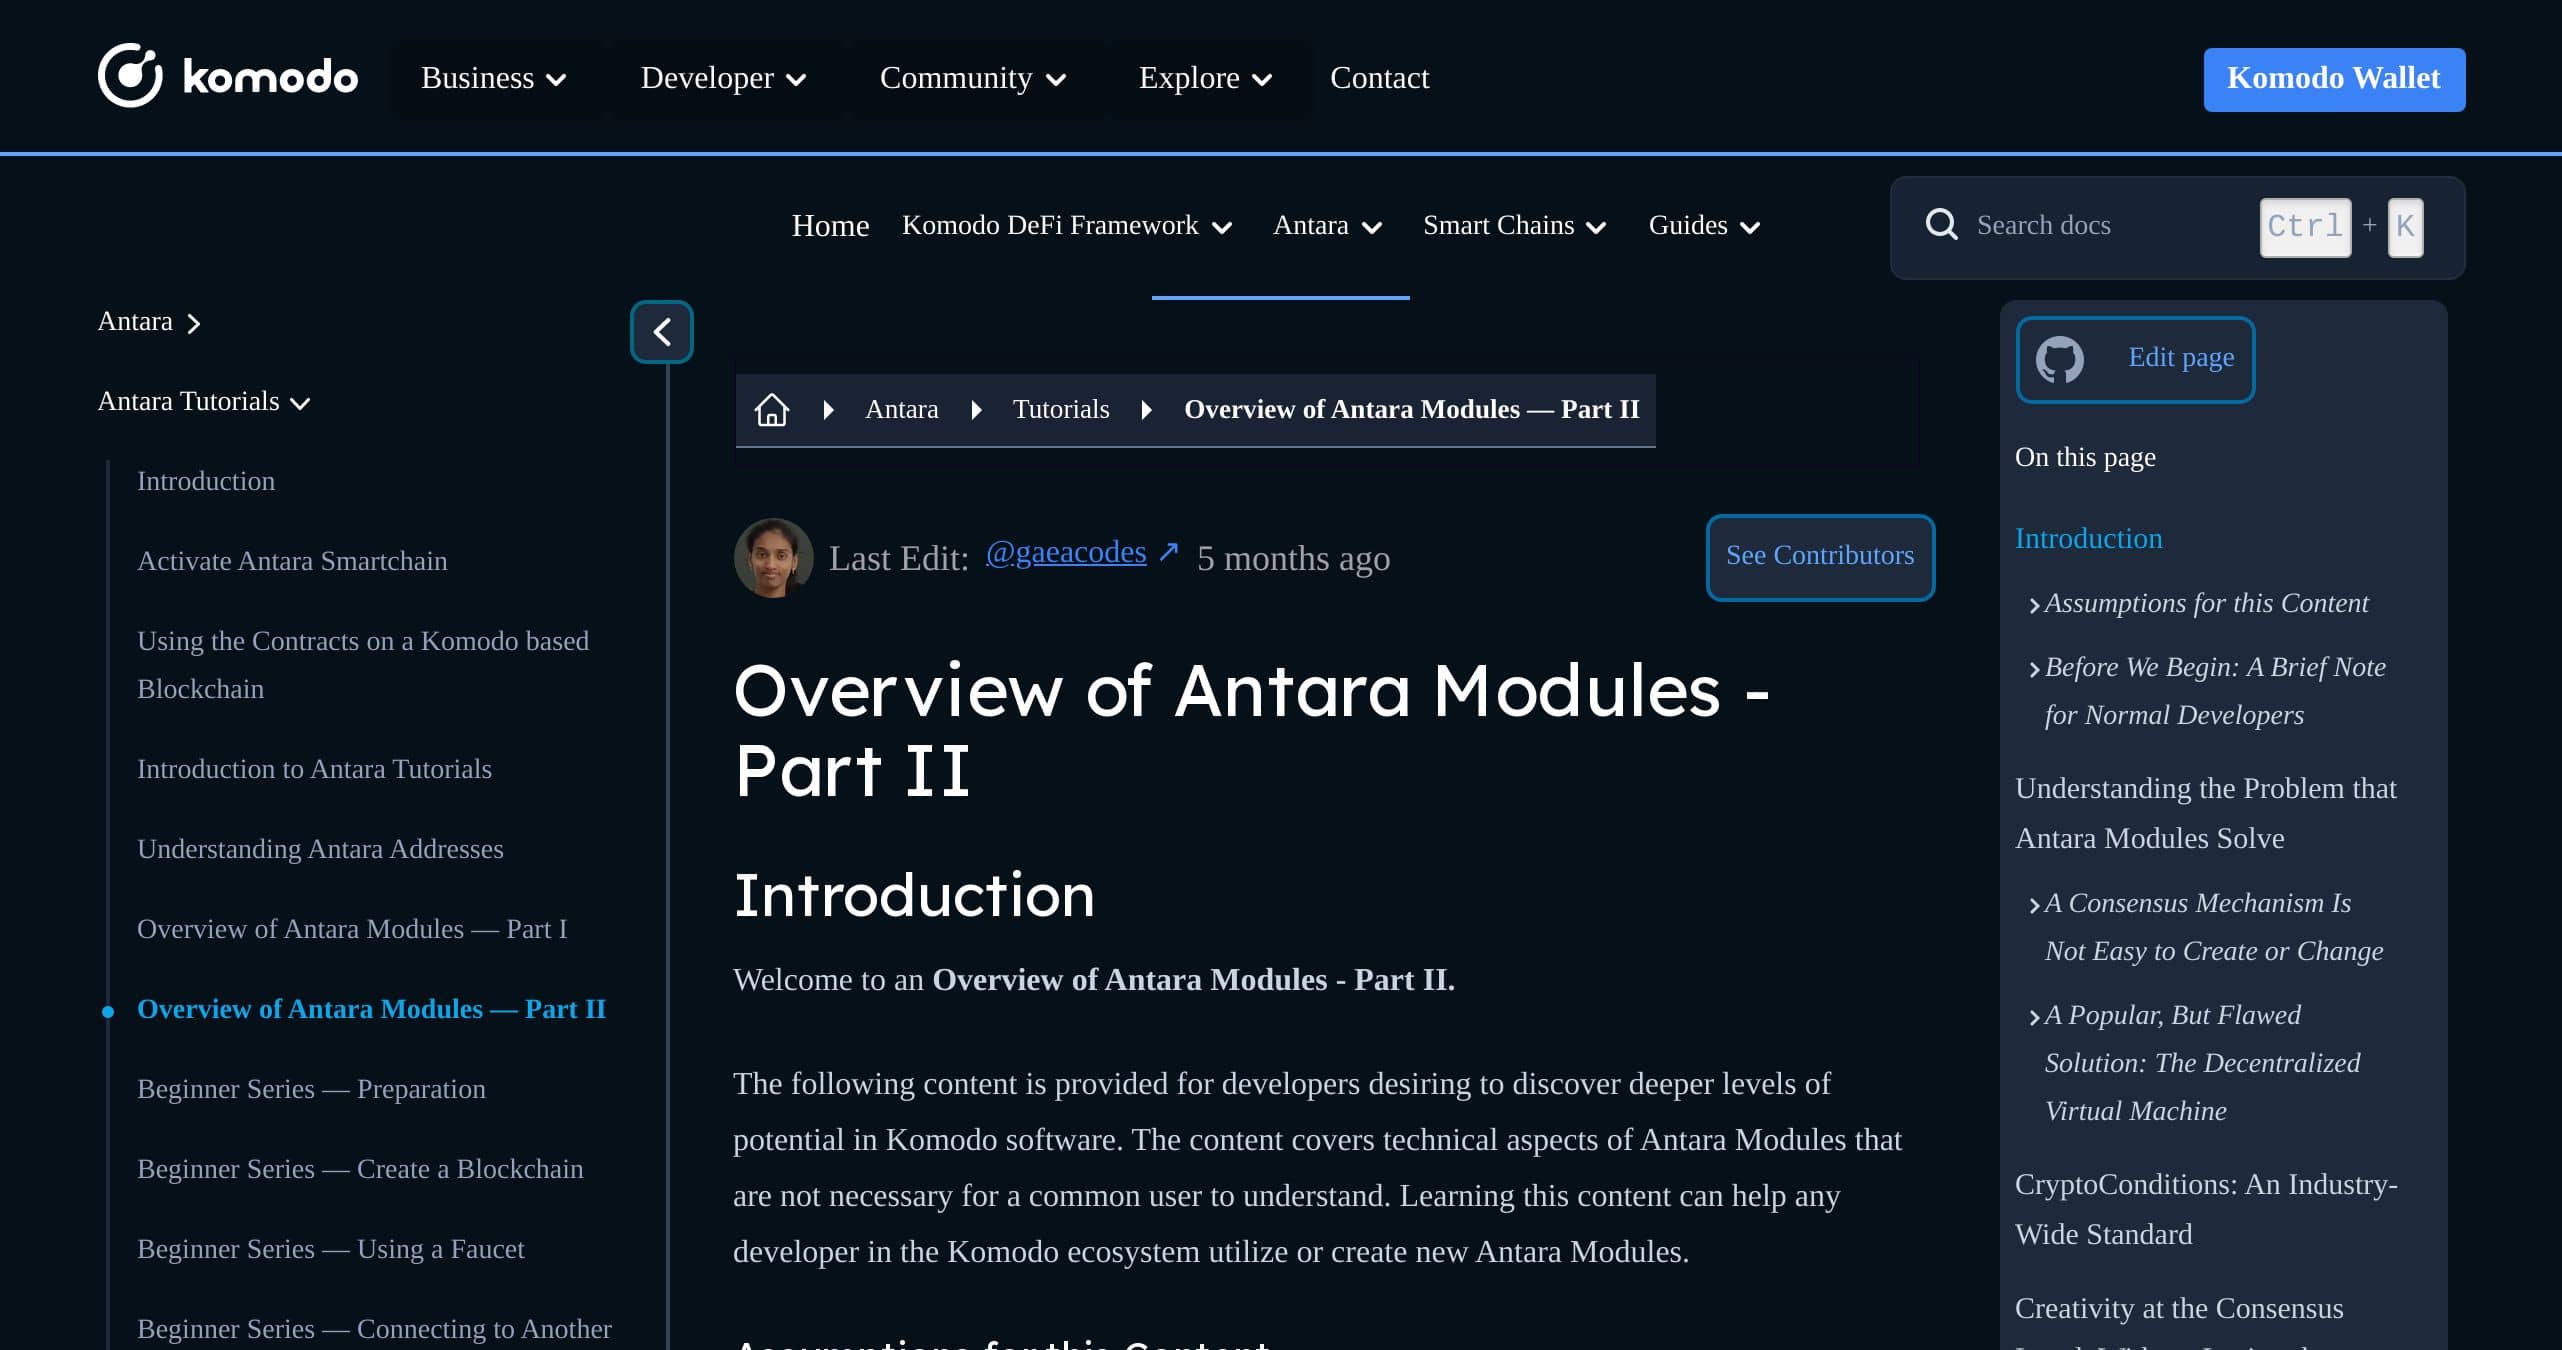 komodo
Business
Developer
Community
Explore
Contact
Komodo Wallet
Home
Komodo DeFi Framework
Antara
Smart Chains
Guides
Search docs
Ctrl + K
Antara
Antara Tutorials
Introduction
Activate Antara Smartchain
Using the Contracts on a Komodo based
Blockchain
Introduction to Antara Tutorials
Understanding Antara Addresses
Overview of Antara Modules — Part I
Overview of Antara Modules — Part II
Beginner Series — Preparation
Beginner Series — Create a Blockchain
Beginner Series — Using a Faucet
Beginner Series — Connecting to Another
Antara
Tutorials
Overview of Antara Modules — Part II
Last Edit: @gaeacodes ↗ 5 months ago
See Contributors
Overview of Antara Modules -
Part II
Introduction
Welcome to an Overview of Antara Modules - Part II.
The following content is provided for developers desiring to discover deeper levels of
potential in Komodo software. The content covers technical aspects of Antara Modules that
are not necessary for a common user to understand. Learning this content can help any
developer in the Komodo ecosystem utilize or create new Antara Modules.
Assumptions for this Content
Edit page
On this page
Introduction
Assumptions for this Content
Before We Begin: A Brief Note
for Normal Developers
Understanding the Problem that
Antara Modules Solve
A Consensus Mechanism Is
Not Easy to Create or Change
A Popular, But Flawed
Solution: The Decentralized
Virtual Machine
CryptoConditions: An Industry-
Wide Standard
Creativity at the Consensus